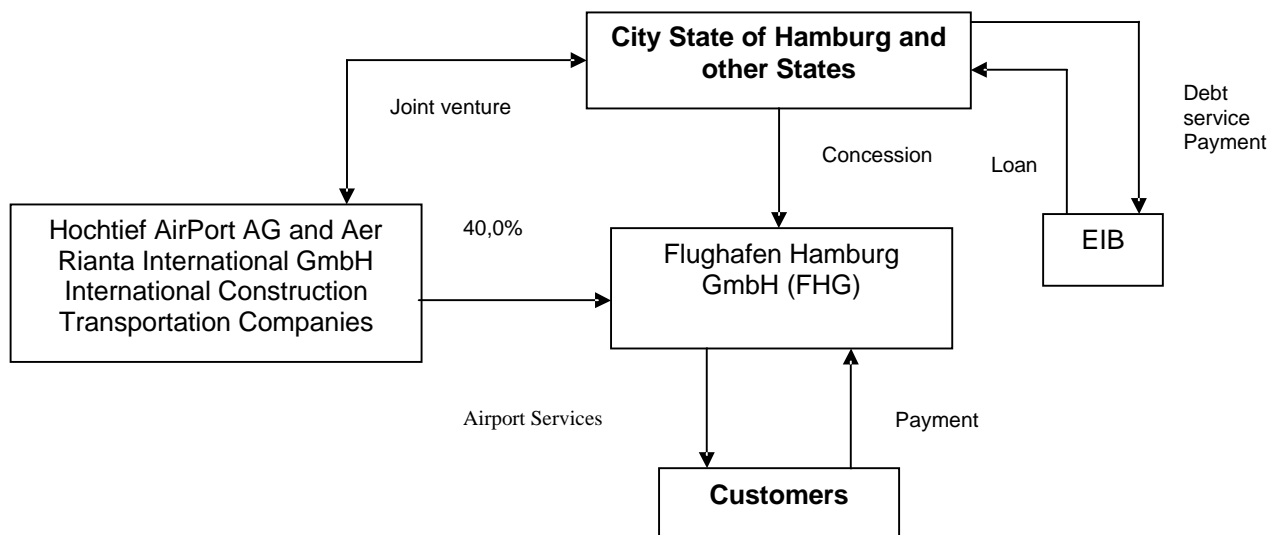 City State of Hamburg and
other States
Joint venture
Debt
service
Payment
Concession
Loan
Hochtief AirPort AG and Aer
Rianta International GmbH
International Construction
Transportation Companies
40,0%
Flughafen Hamburg
GmbH (FHG)
EIB
Airport Services
Payment
Customers